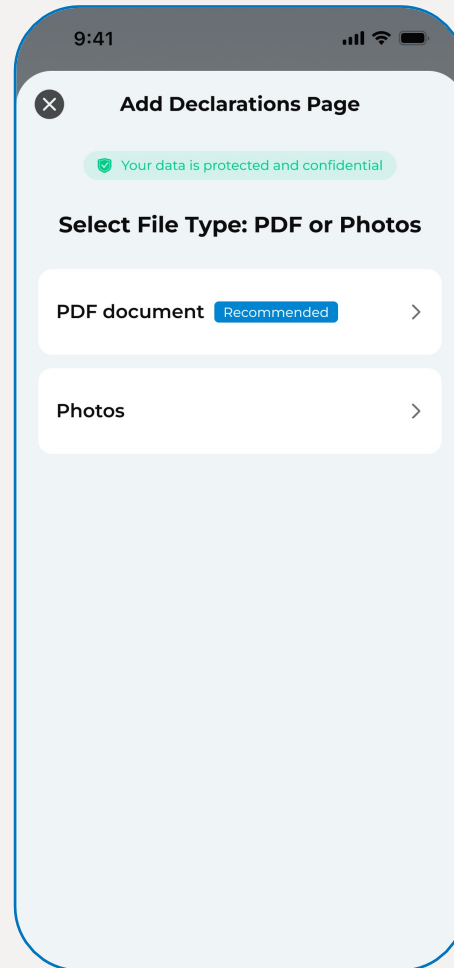 9:41
Add Declarations Page
Your data is protected and confidential
Select File Type: PDF or Photos
PDF document Recommended
Photos